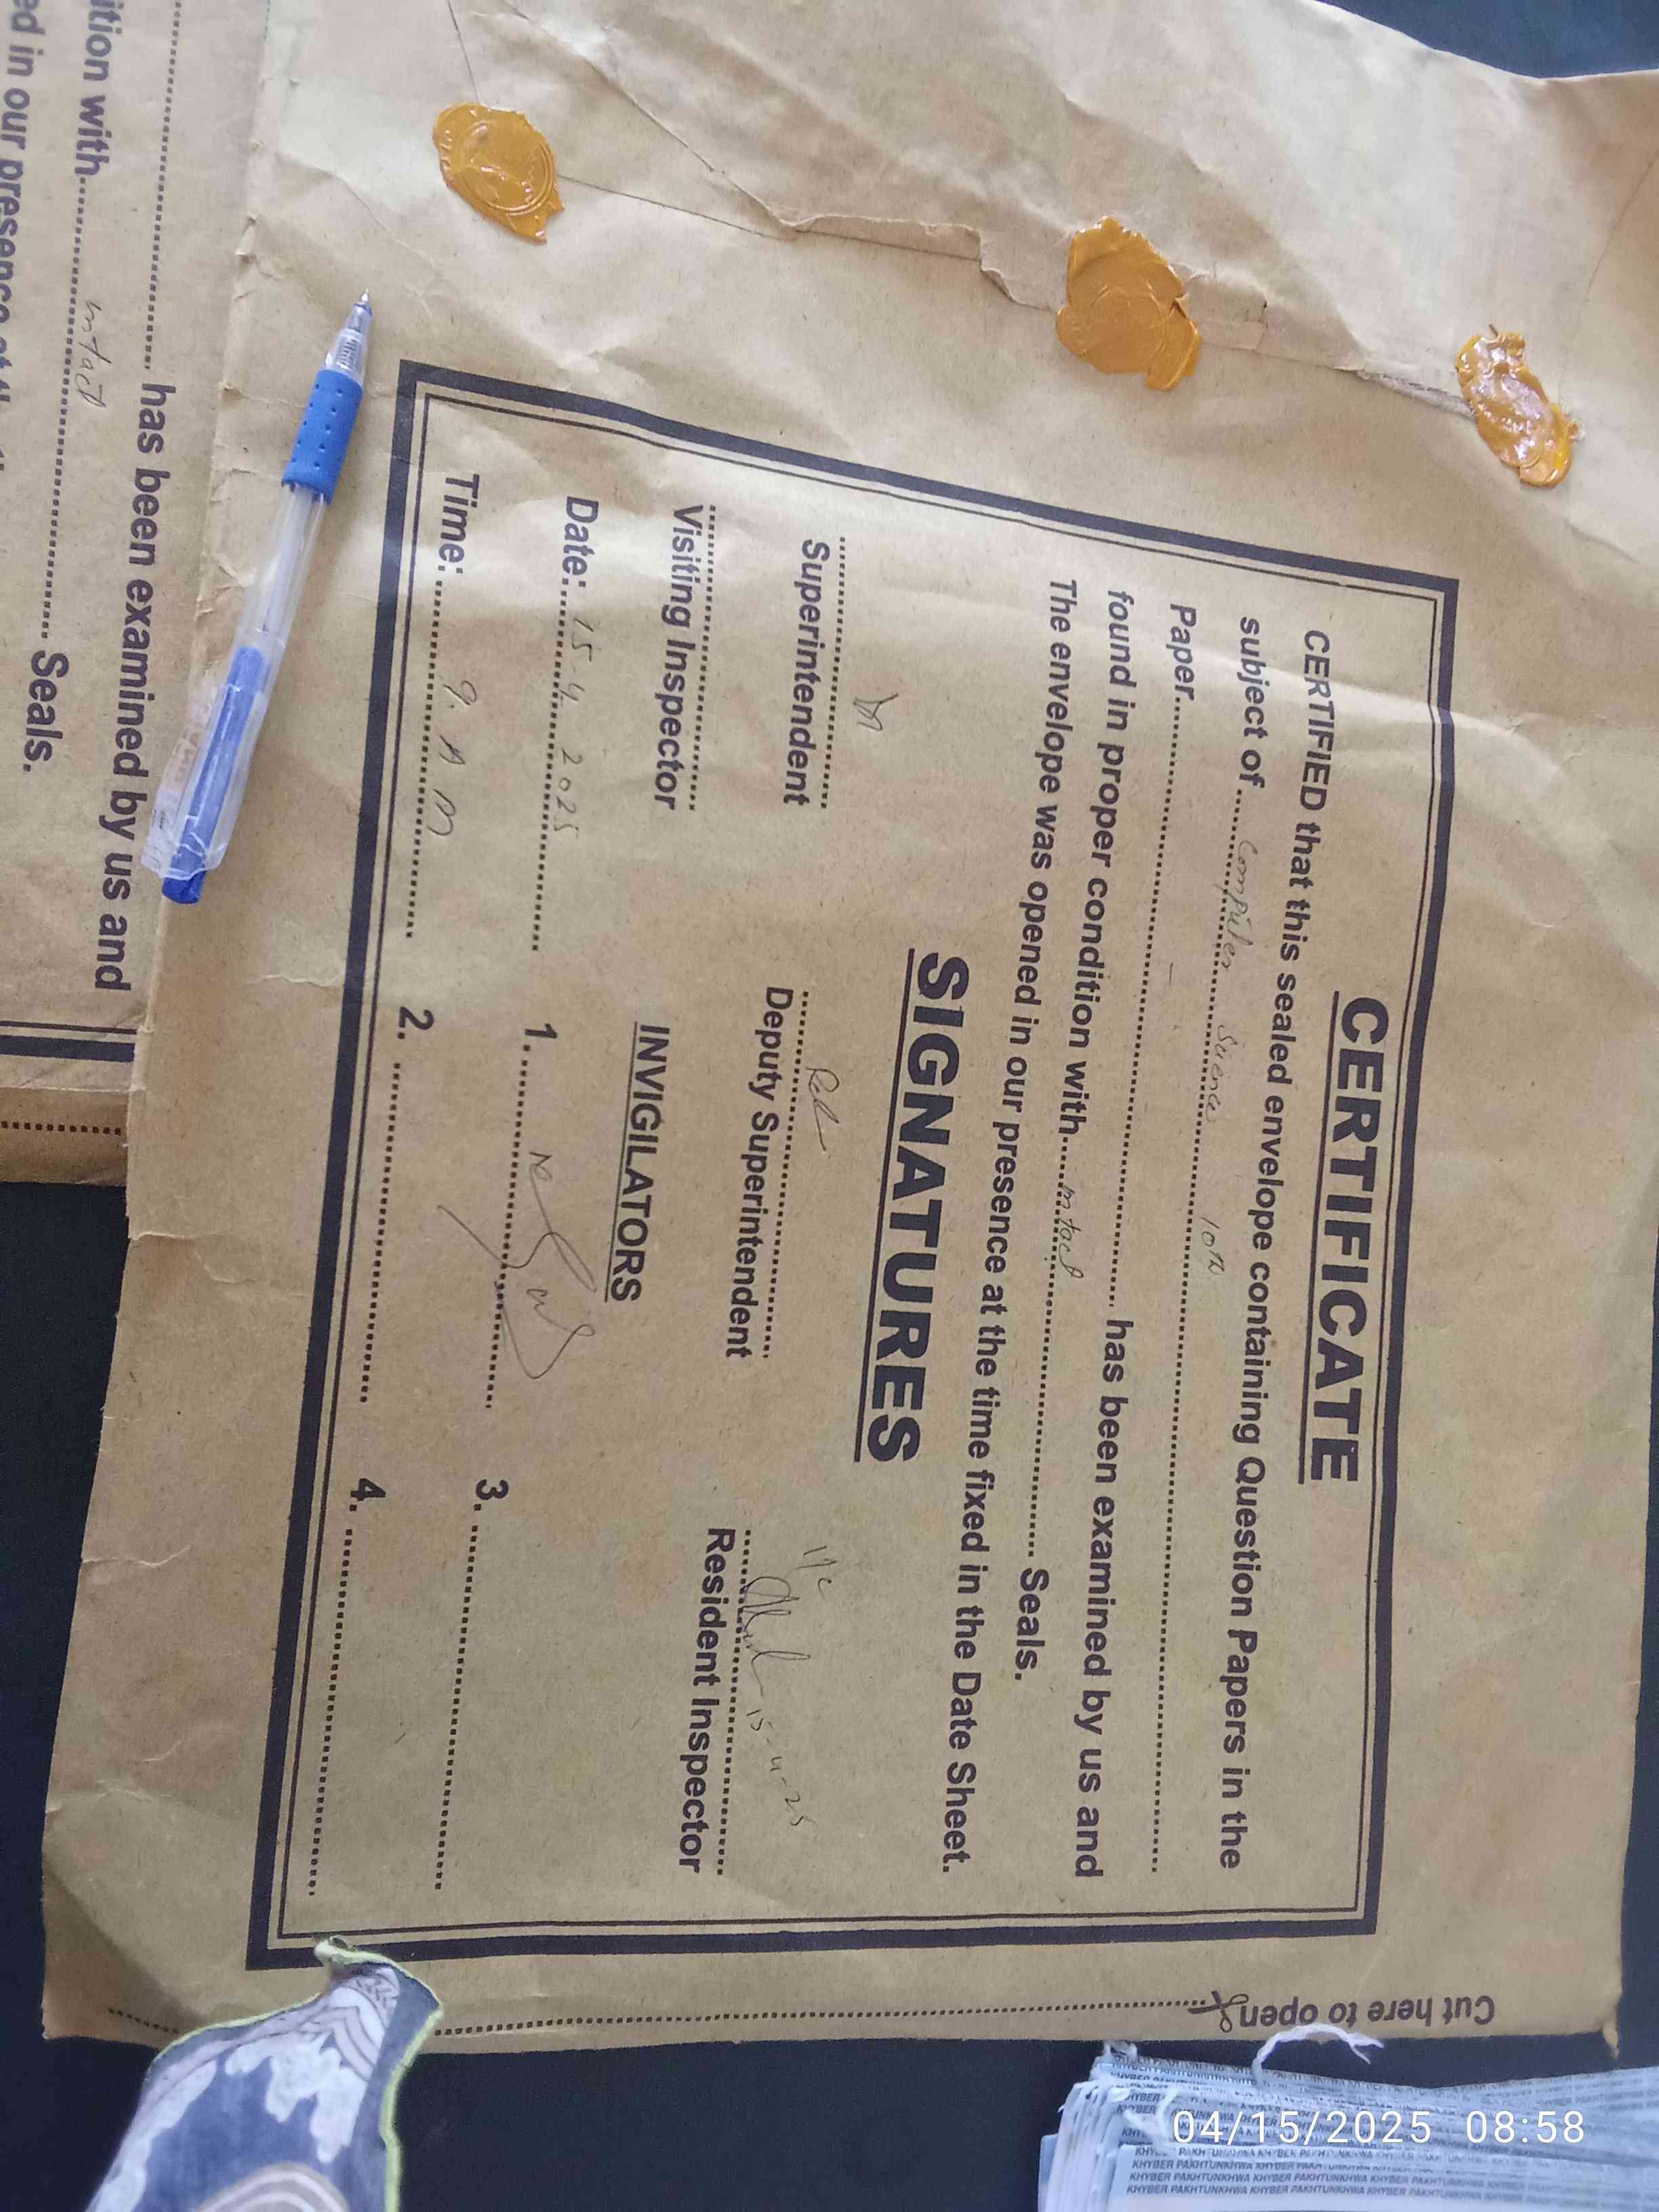 CERTIFICATE
CERTIFIED that this sealed envelope containing Question Papers in the
subject of ........ Computer Science 10th
Paper................ has been examined by us and
found in proper condition with..... intact ................ Seals.
The envelope was opened in our presence at the time fixed in the Date Sheet.
SIGNATURES
15-4-25
Superintendent
Deputy Superintendent
Resident Inspector
Visiting Inspector
INVIGILATORS
Date: 15.4.2025
1.
3.
Time: 9. A M
2.
4.
Cut here to open
has been examined by us and
ition with........ intact ................ Seals.
ed in our presence at
KHYBER PAKHTUNKHWA KHYBER PAKHTUNKHWA KHYBER PAKHTUNKHWA
04/15/2025 08:58